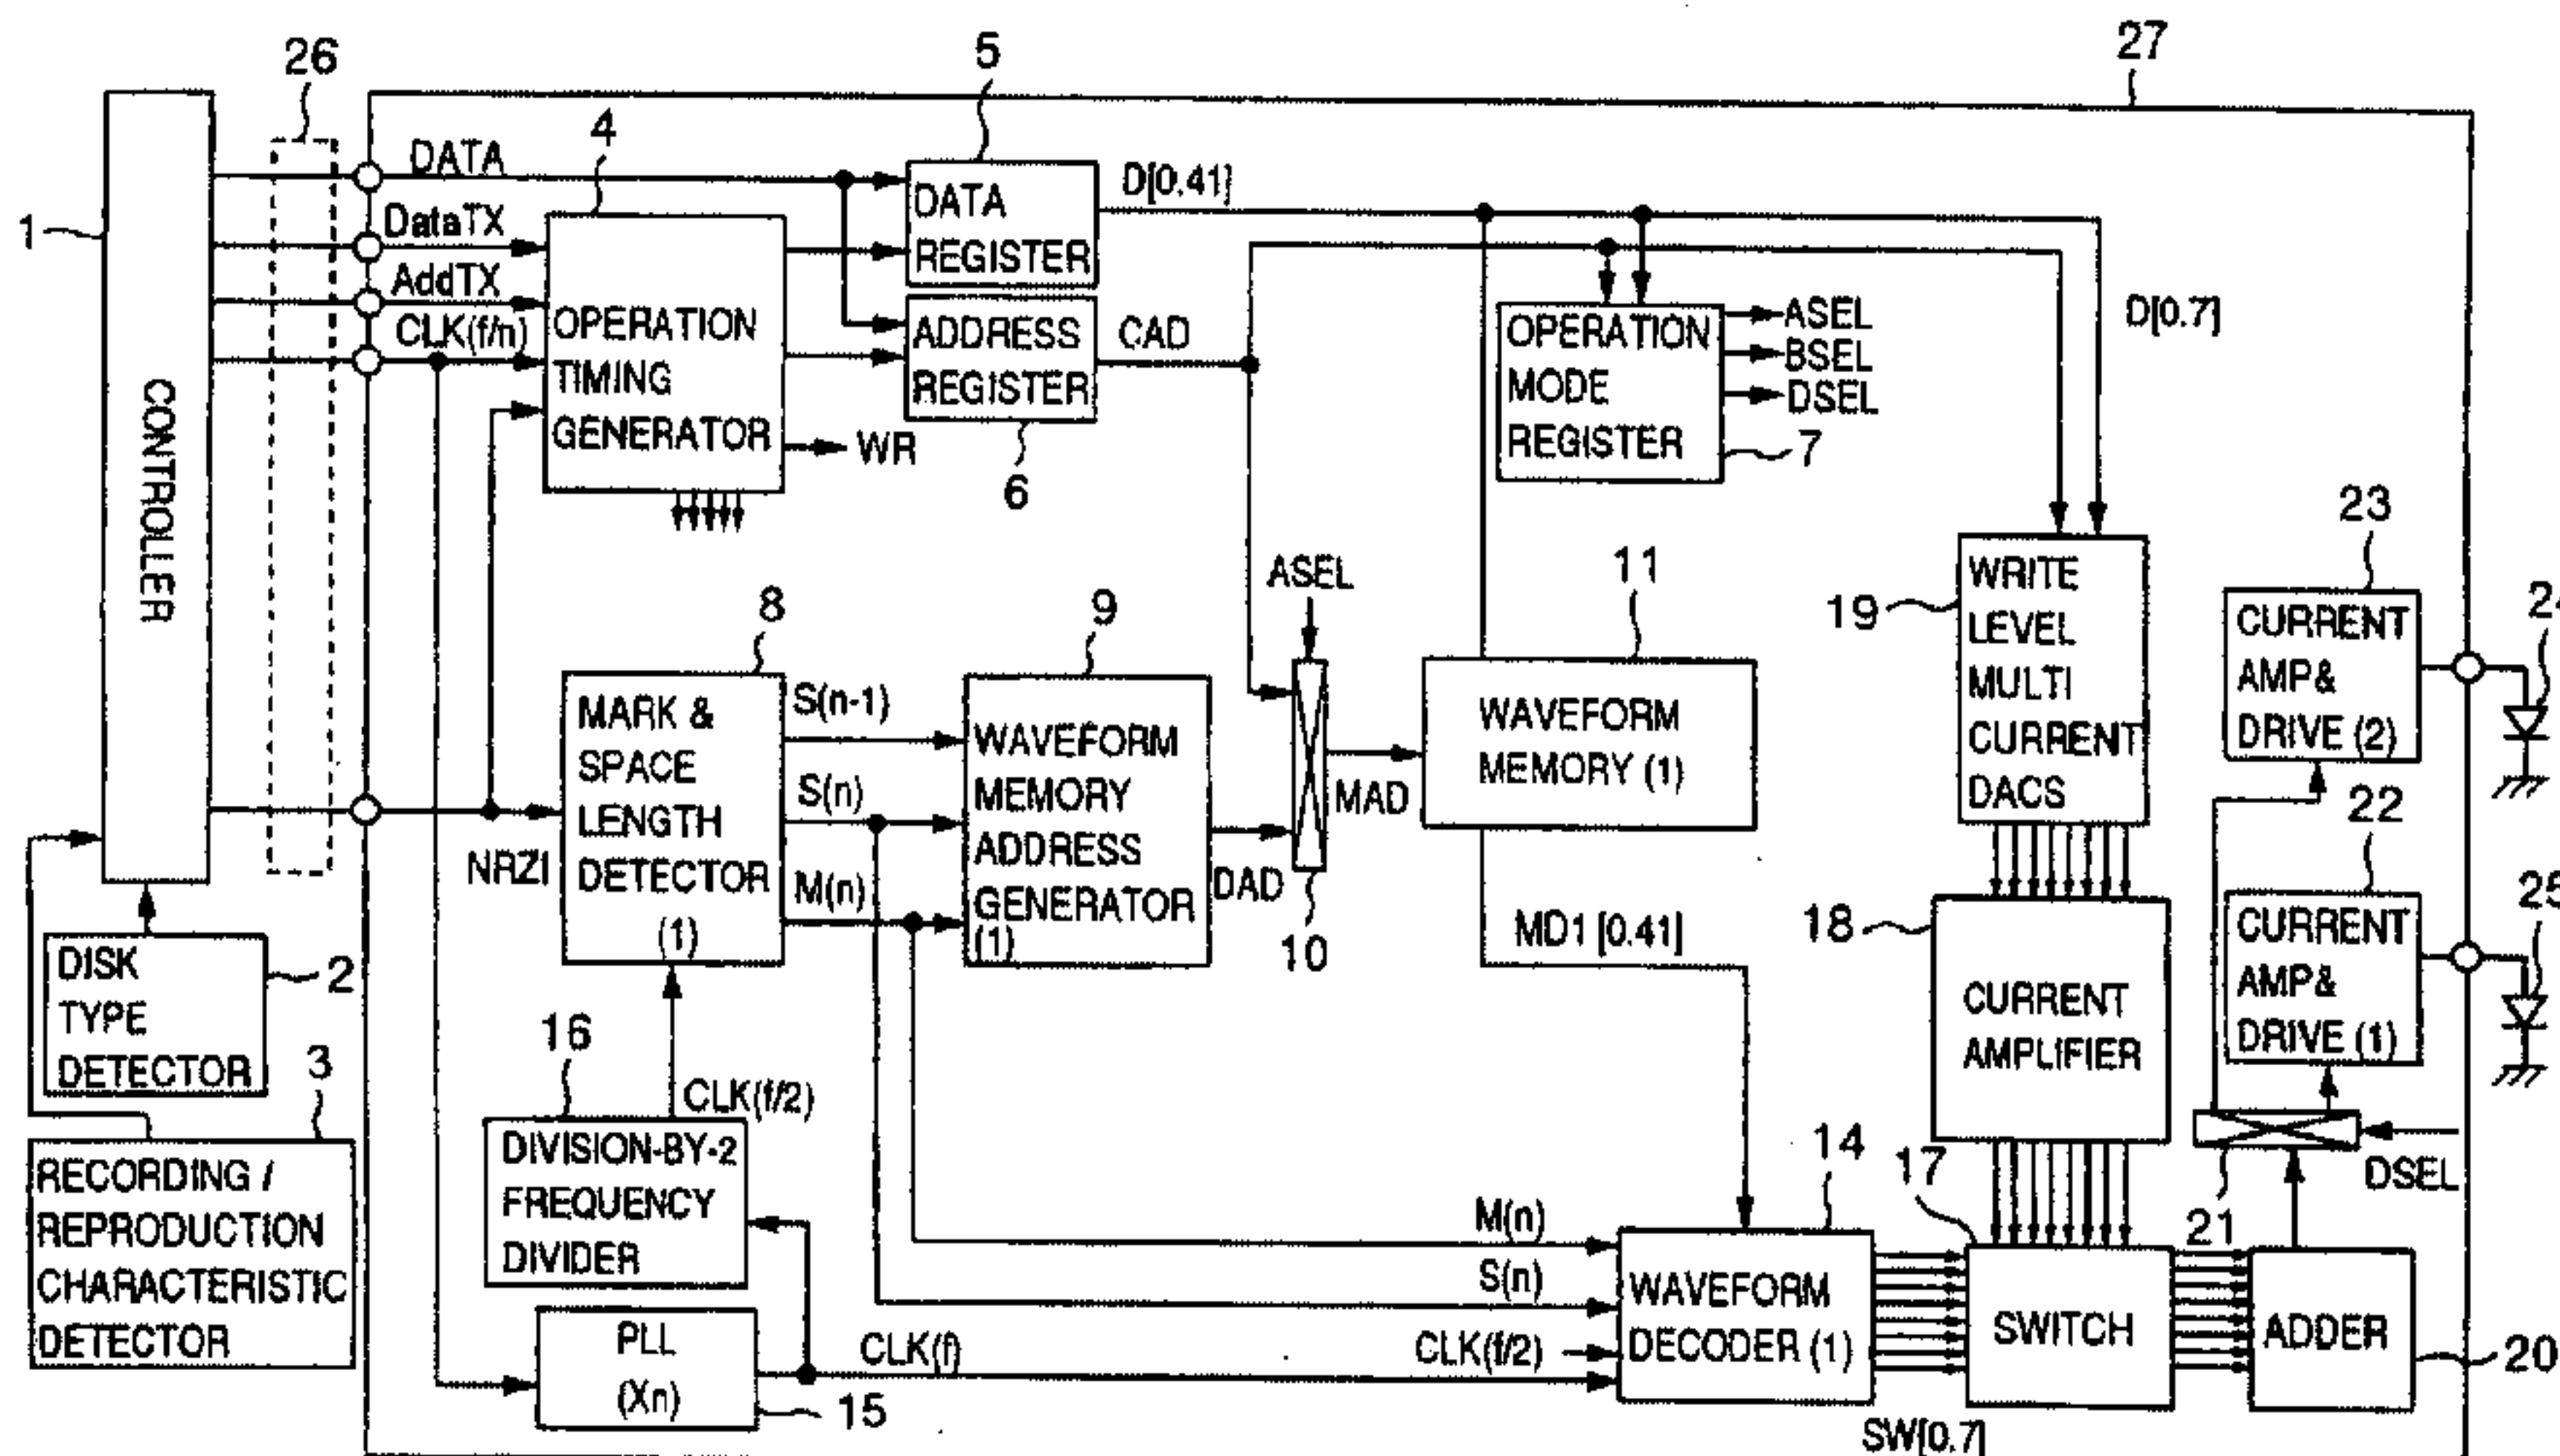 26
5
27
4
1
DATA
DataTX
AddTX
CLK(f/n)
CONTROLLER
OPERATION
TIMING
GENERATOR
WR
DATA
REGISTER
D[0.41]
ADDRESS
REGISTER
CAD
6
OPERATION
MODE
REGISTER
ASEL
BSEL
DSEL
7
D[0.7]
8
MARK &
SPACE
LENGTH
DETECTOR
(1)
NRZI
S(n-1)
S(n)
M(n)
9
WAVEFORM
MEMORY
ADDRESS
GENERATOR
(1)
DAD
ASEL
10
MAD
11
WAVEFORM
MEMORY (1)
MD1 [0.41]
19
WRITE
LEVEL
MULTI
CURRENT
DACS
23
CURRENT
AMP&
DRIVE (2)
24
22
CURRENT
AMP&
DRIVE (1)
25
18
CURRENT
AMPLIFIER
DISK
TYPE
DETECTOR
2
3
RECORDING /
REPRODUCTION
CHARACTERISTIC
DETECTOR
16
CLK(f/2)
DIVISION-BY-2
FREQUENCY
DIVIDER
PLL
(Xn)
15
CLK(f)
M(n)
S(n)
CLK(f/2)
14
WAVEFORM
DECODER (1)
SW[0.7]
17
SWITCH
21
DSEL
ADDER
20